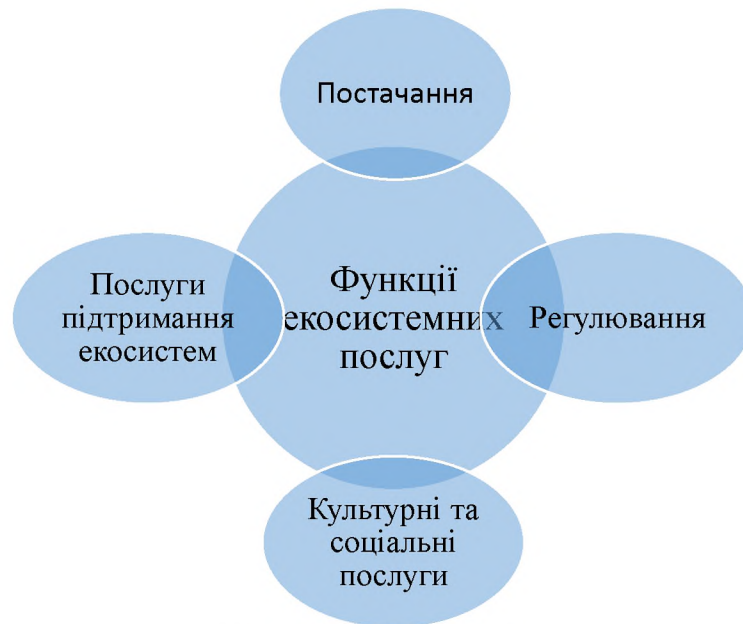 Постачання
Послуги
підтримання
екосистем
Функції
екосистемних
послуг
Регулювання
Культурні та
соціальні
послуги